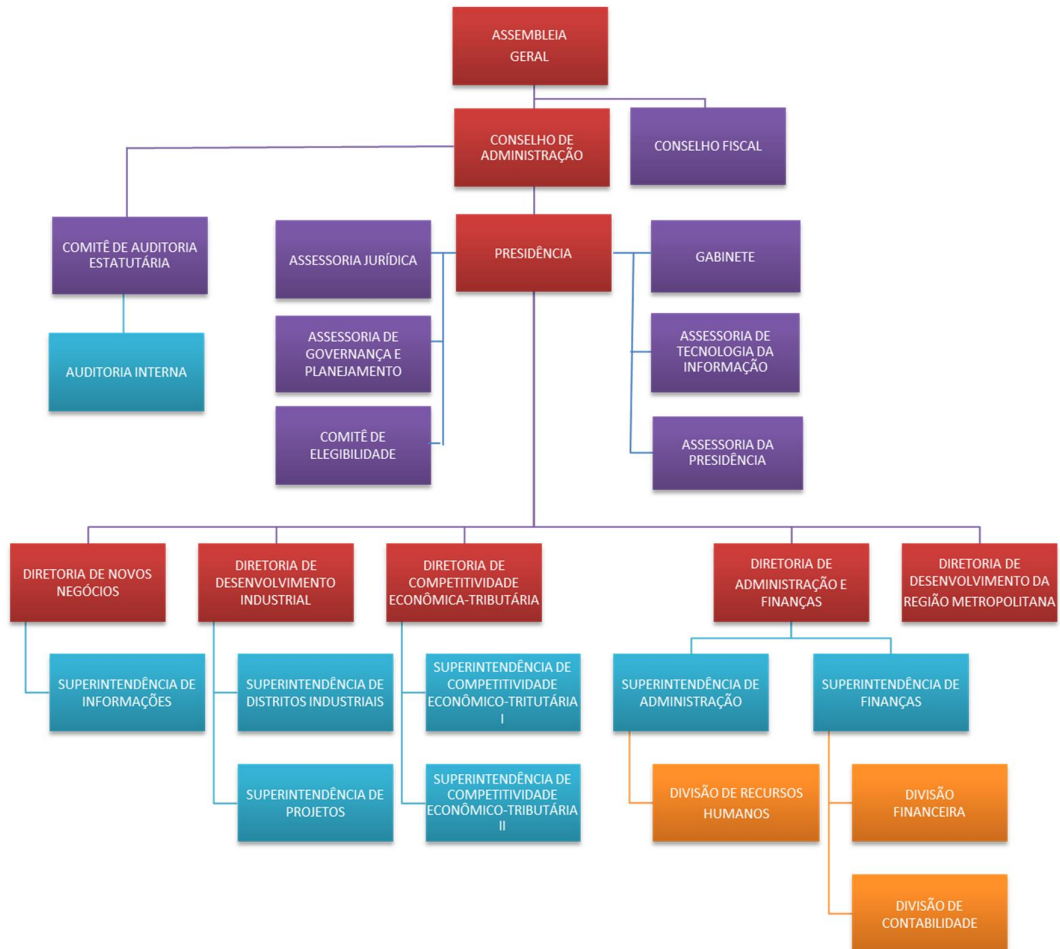 ASSEMBLEIA
GERAL
CONSELHO DE
ADMINISTRAÇÃO
CONSELHO FISCAL
COMITÊ DE AUDITORIA
ESTATUTÁRIA
ASSESSORIA JURÍDICA
PRESIDÊNCIA
GABINETE
AUDITORIA INTERNA
ASSESSORIA DE
GOVERNANÇA E
PLANEJAMENTO
ASSESSORIA DE
TECNOLOGIA DA
INFORMAÇÃO
COMITÊ DE
ELEGIBILIDADE
ASSESSORIA DA
PRESIDÊNCIA
DIRETORIA DE NOVOS
NEGÓCIOS
DIRETORIA DE
DESENVOLVIMENTO
INDUSTRIAL
DIRETORIA DE
COMPETITIVIDADE
ECONÔMICA-TRIBUTÁRIA
DIRETORIA DE
ADMINISTRAÇÃO E
FINANÇAS
DIRETORIA DE
DESENVOLVIMENTO DA
REGIÃO METROPOLITANA
SUPERINTENDÊNCIA DE
INFORMAÇÕES
SUPERINTENDÊNCIA DE
DISTRITOS INDUSTRIAIS
SUPERINTENDÊNCIA DE
COMPETITIVIDADE
ECONÔMICO-TRITUTÁRIA
I
SUPERINTENDÊNCIA DE
ADMINISTRAÇÃO
SUPERINTENDÊNCIA DE
FINANÇAS
SUPERINTENDÊNCIA DE
PROJETOS
SUPERINTENDÊNCIA DE
COMPETITIVIDADE
ECONÔMICO-TRIBUTÁRIA
II
DIVISÃO DE RECURSOS
HUMANOS
DIVISÃO
FINANCEIRA
DIVISÃO DE
CONTABILIDADE